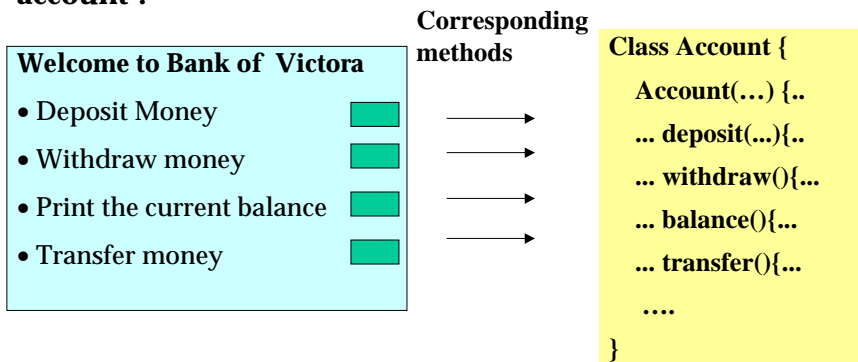 account ?
Corresponding
methods
Welcome to Bank of Victora
• Deposit Money
• Withdraw money
• Print the current balance
• Transfer money
Class Account {
Account(…) {..
... deposit(...){..
... withdraw(){...
... balance(){...
... transfer(){...
….
}